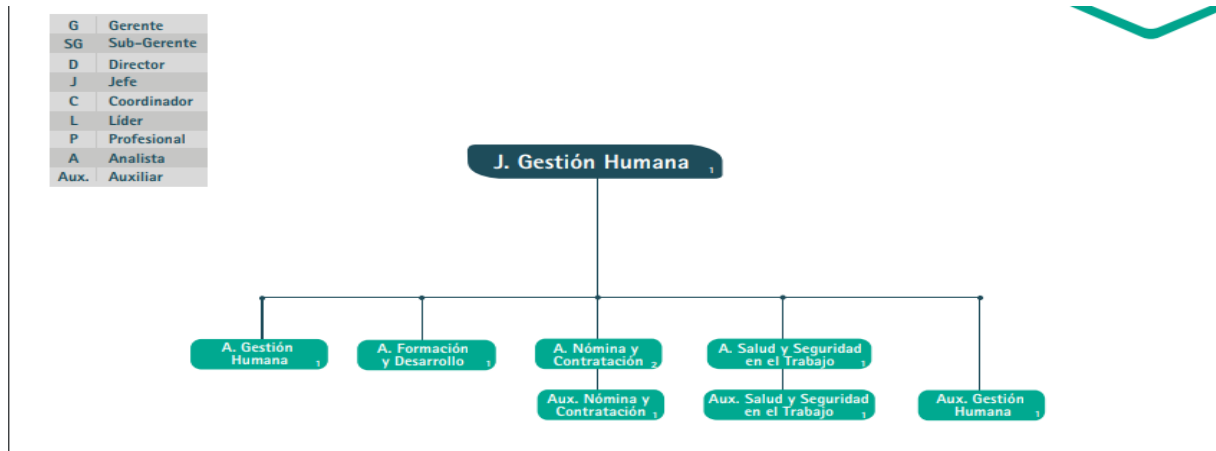 G Gerente
SG Sub-Gerente
D Director
J Jefe
C Coordinador
L Líder
P Profesional
A Analista
Aux. Auxiliar
J. Gestión Humana 1
A. Gestión
Humana 1
A. Formación
y Desarrollo 1
A. Nómina y
Contratación 2
A. Salud y Seguridad
en el Trabajo 1
Aux. Nómina y
Contratación 1
Aux. Salud y Seguridad
en el Trabajo 1
Aux. Gestión
Humana 1